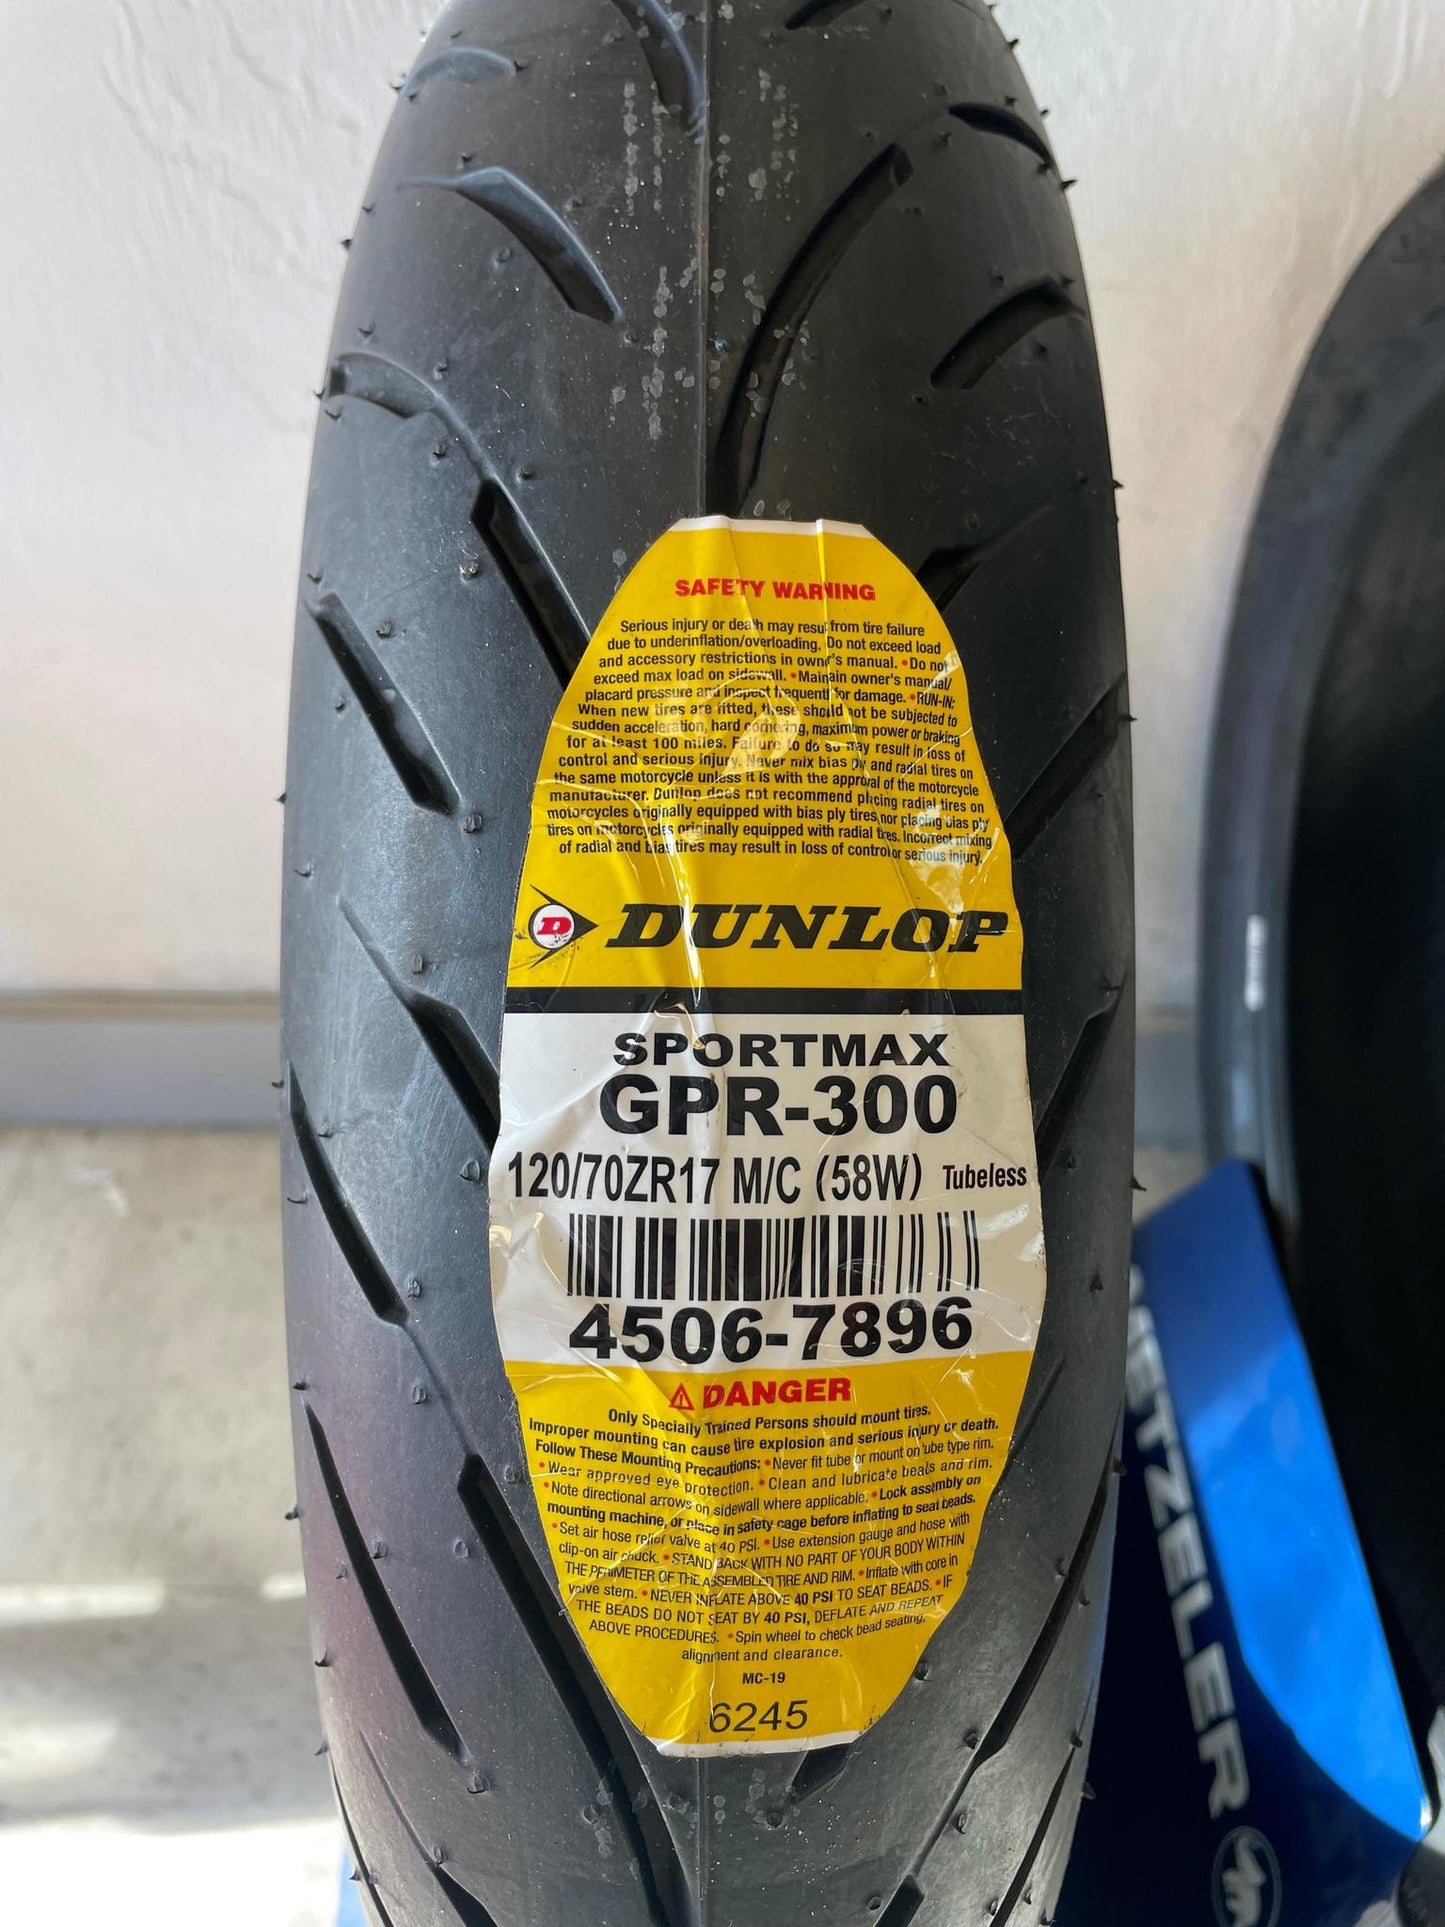 SAFETY WARNING
Serious injury or death may result from tire failure
due to underinflation/overloading. Do not exceed load
and accessory restrictions in owner's manual. • Do not
exceed max load on sidewall. • Maintain owner's manual/
placard pressure and inspect frequently for damage. • RUN-IN:
When new tires are fitted, these should not be subjected to
sudden acceleration, hard cornering, maximum power or braking
for at least 100 miles. Failure to do so may result in loss of
control and serious injury. Never mix bias ply and radial tires on
the same motorcycle unless it is with the approval of the motorcycle
manufacturer. Dunlop does not recommend placing radial tires on
motorcycles originally equipped with bias ply tires nor placing bias ply
tires on motorcycles originally equipped with radial tires. Incorrect mixing
of radial and bias tires may result in loss of control or serious injury.
D DUNLOP
SPORTMAX
GPR-300
120/70ZR17 M/C (58W) Tubeless
4506-7896
DANGER
Only Specially Trained Persons should mount tires.
Improper mounting can cause tire explosion and serious injury or death.
Follow These Mounting Precautions: • Never fit tube or mount on tube type rim.
• Wear approved eye protection. • Clean and lubricate beads and rim.
• Note directional arrows on sidewall where applicable. • Lock assembly on
mounting machine, or place in safety cage before inflating to seat beads.
• Set air hose relief valve at 40 PSI. • Use extension gauge and hose with
clip-on air chuck. • STAND BACK WITH NO PART OF YOUR BODY WITHIN
THE PERIMETER OF THE ASSEMBLED TIRE AND RIM. • Inflate with core in
valve stem. • NEVER INFLATE ABOVE 40 PSI TO SEAT BEADS. • IF
THE BEADS DO NOT SEAT BY 40 PSI, DEFLATE AND REPEAT
ABOVE PROCEDURES. • Spin wheel to check bead seating,
alignment and clearance.
MC-19
6245
METZELER